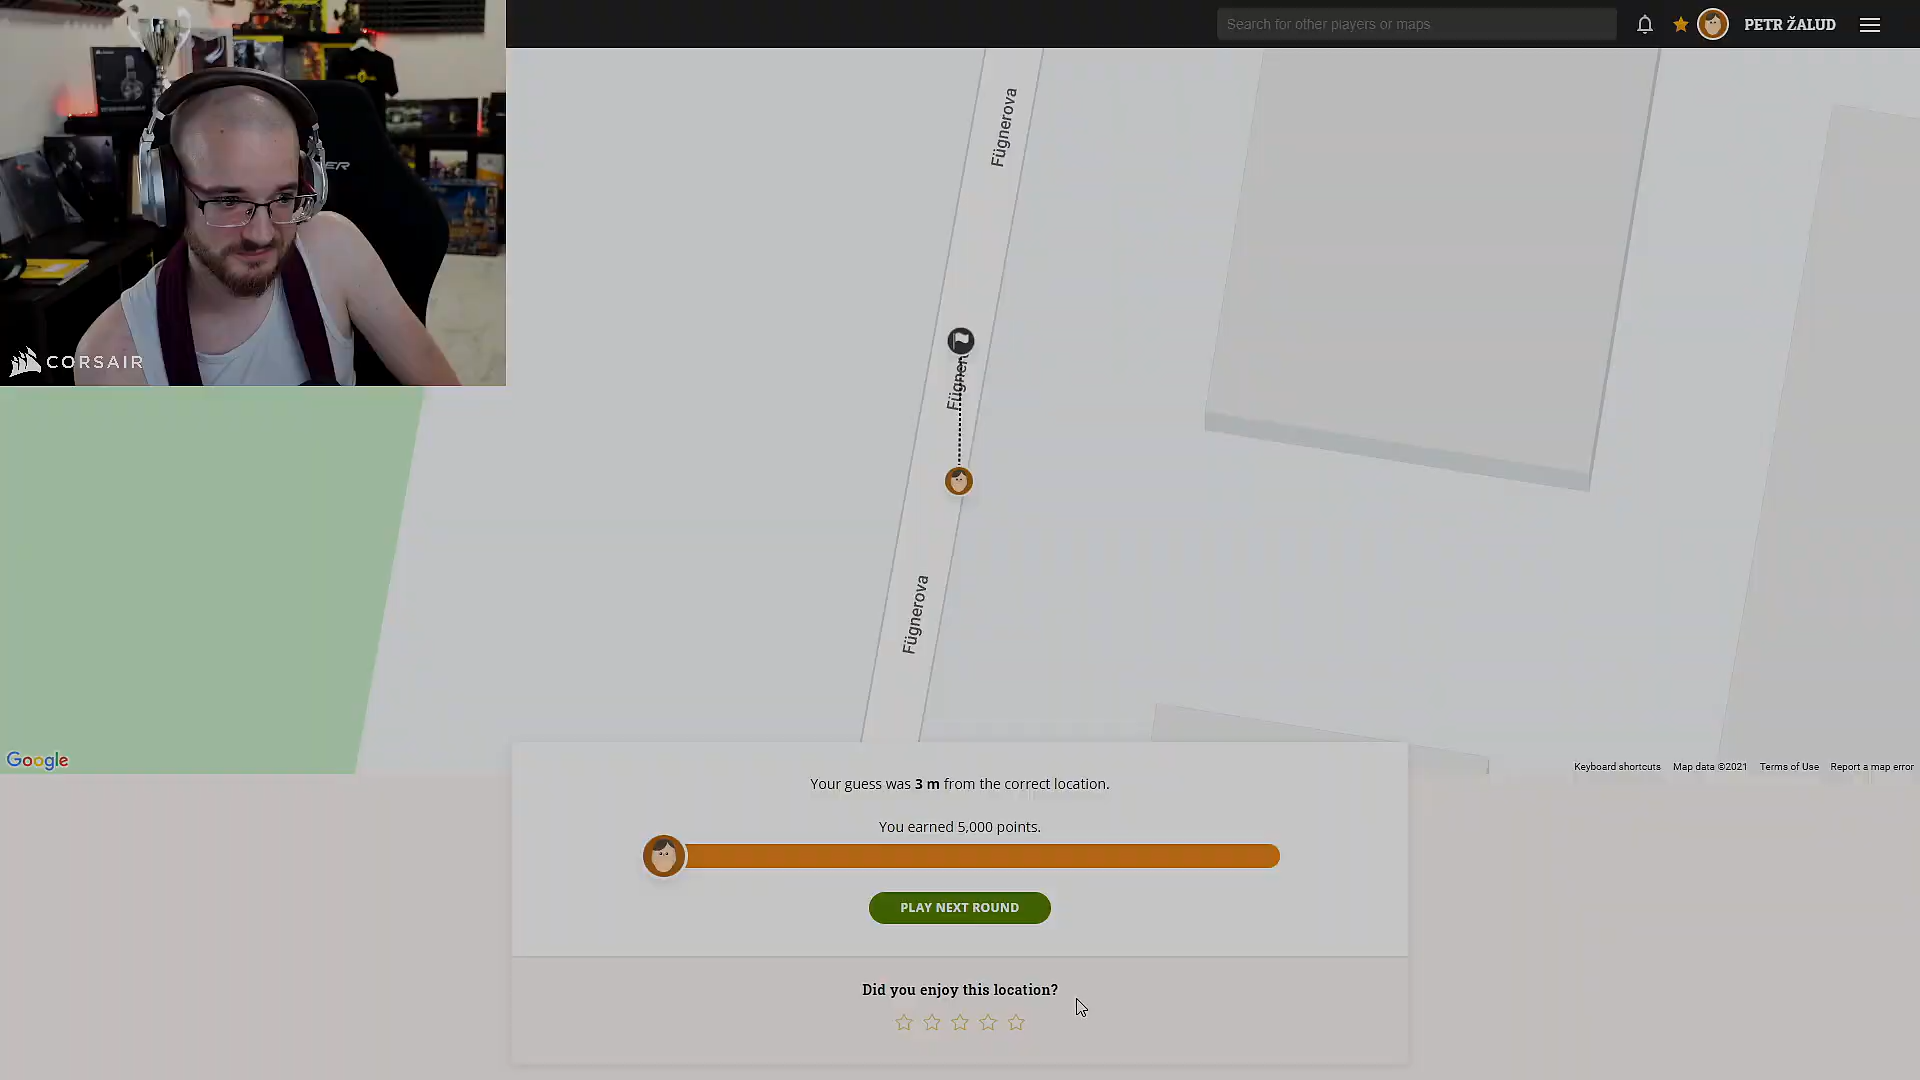 Search for other players or maps
PETR ŽALUD
CORSAIR
Fügnerova
Fügnerova
Google
Keyboard shortcuts
Map data ©2021
Terms of Use
Report a map error
Your guess was 3 m from the correct location.
You earned 5,000 points.
PLAY NEXT ROUND
Did you enjoy this location?